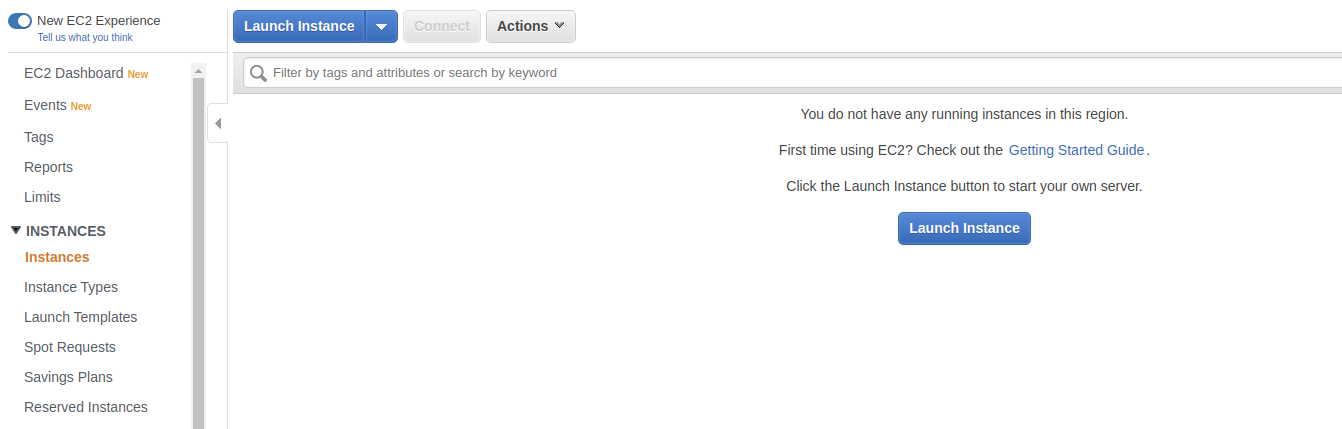 New EC2 Experience
Tell us what you think
EC2 Dashboard New
Events New
Tags
Reports
Limits
INSTANCES
Instances
Instance Types
Launch Templates
Spot Requests
Savings Plans
Reserved Instances
Launch Instance
Connect
Actions
Filter by tags and attributes or search by keyword
You do not have any running instances in this region.
First time using EC2? Check out the Getting Started Guide.
Click the Launch Instance button to start your own server.
Launch Instance